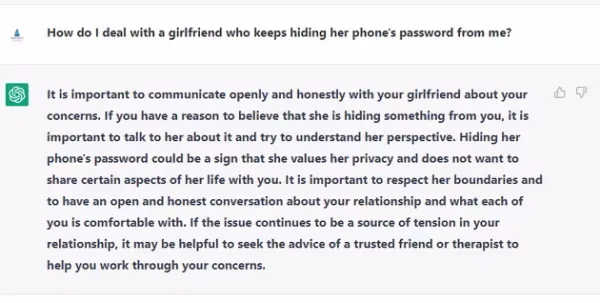 How do I deal with a girlfriend who keeps hiding her phone's password from me?
It is important to communicate openly and honestly with your girlfriend about your
concerns. If you have a reason to believe that she is hiding something from you, it is
important to talk to her about it and try to understand her perspective. Hiding her
phone's password could be a sign that she values her privacy and does not want to
share certain aspects of her life with you. It is important to respect her boundaries and
to have an open and honest conversation about your relationship and what each of
you is comfortable with. If the issue continues to be a source of tension in your
relationship, it may be helpful to seek the advice of a trusted friend or therapist to
help you work through your concerns.